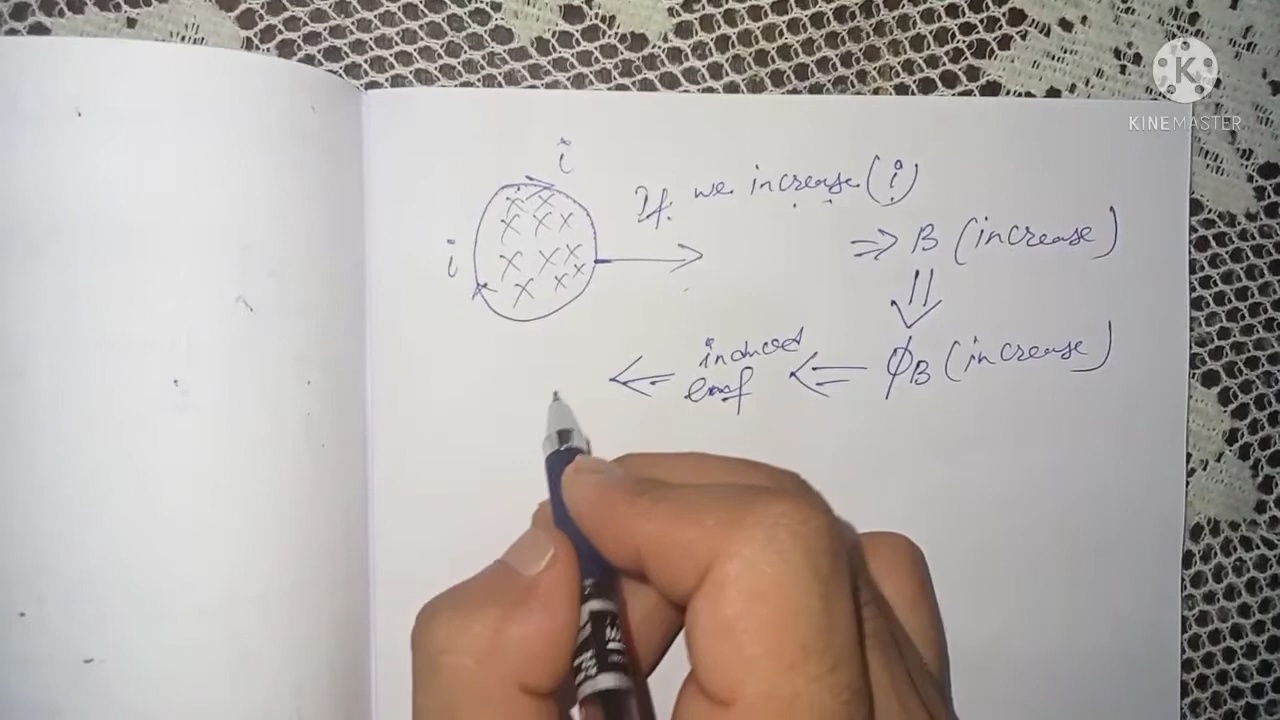 i
If we increase (i)
i
⇒ B (increase)
⇓
⇐ induced emf ⇐ ϕB (increase)
KINEMASTER